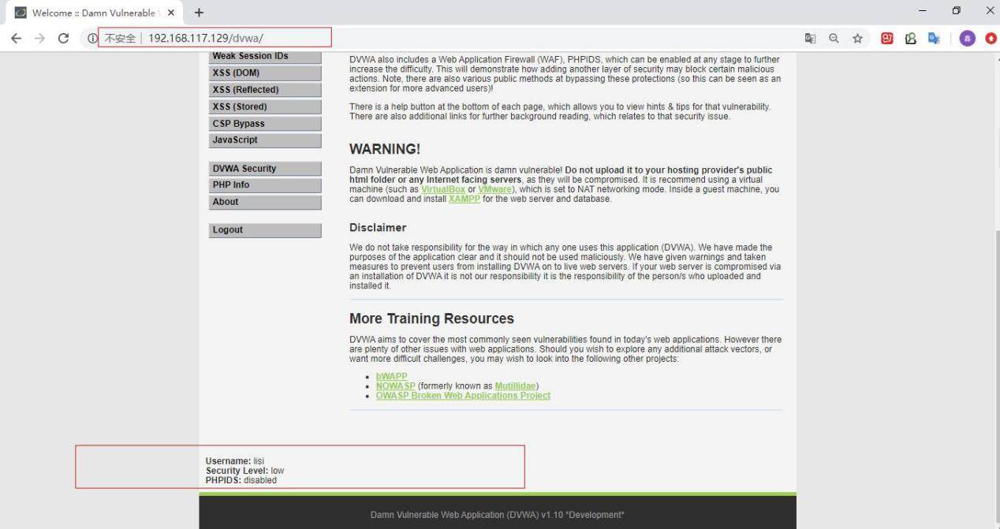 Welcome :: Damn Vulnerable
不安全 | 192.168.117.129/dvwa/
Weak Session IDs
XSS (DOM)
XSS (Reflected)
XSS (Stored)
CSP Bypass
JavaScript
DVWA Security
PHP Info
About
Logout
DVWA also includes a Web Application Firewall (WAF), PHPIDS, which can be enabled at any stage to further
increase the difficulty. This will demonstrate how adding another layer of security may block certain malicious
actions. Note, there are also various public methods at bypassing these protections (so this can be seen as an
extension for more advanced users)!
There is a help button at the bottom of each page, which allows you to view hints & tips for that vulnerability.
There are also additional links for further background reading, which relates to that security issue.
WARNING!
Damn Vulnerable Web Application is damn vulnerable! Do not upload it to your hosting provider's public
html folder or any Internet facing servers, as they will be compromised. It is recommend using a virtual
machine (such as VirtualBox or VMware), which is set to NAT networking mode. Inside a guest machine, you
can download and install XAMPP for the web server and database.
Disclaimer
We do not take responsibility for the way in which any one uses this application (DVWA). We have made the
purposes of the application clear and it should not be used maliciously. We have given warnings and taken
measures to prevent users from installing DVWA on to live web servers. If your web server is compromised via
an installation of DVWA it is not our responsibility it is the responsibility of the person/s who uploaded and
installed it.
More Training Resources
DVWA aims to cover the most commonly seen vulnerabilities found in today's web applications. However there
are plenty of other issues with web applications. Should you wish to explore any additional attack vectors, or
want more difficult challenges, you may wish to look into the following other projects:
• bWAPP
• NOWASP (formerly known as Mutillidae)
• OWASP Broken Web Applications Project
Username: lisi
Security Level: low
PHPIDS: disabled
Damn Vulnerable Web Application (DVWA) v1.10 *Development*